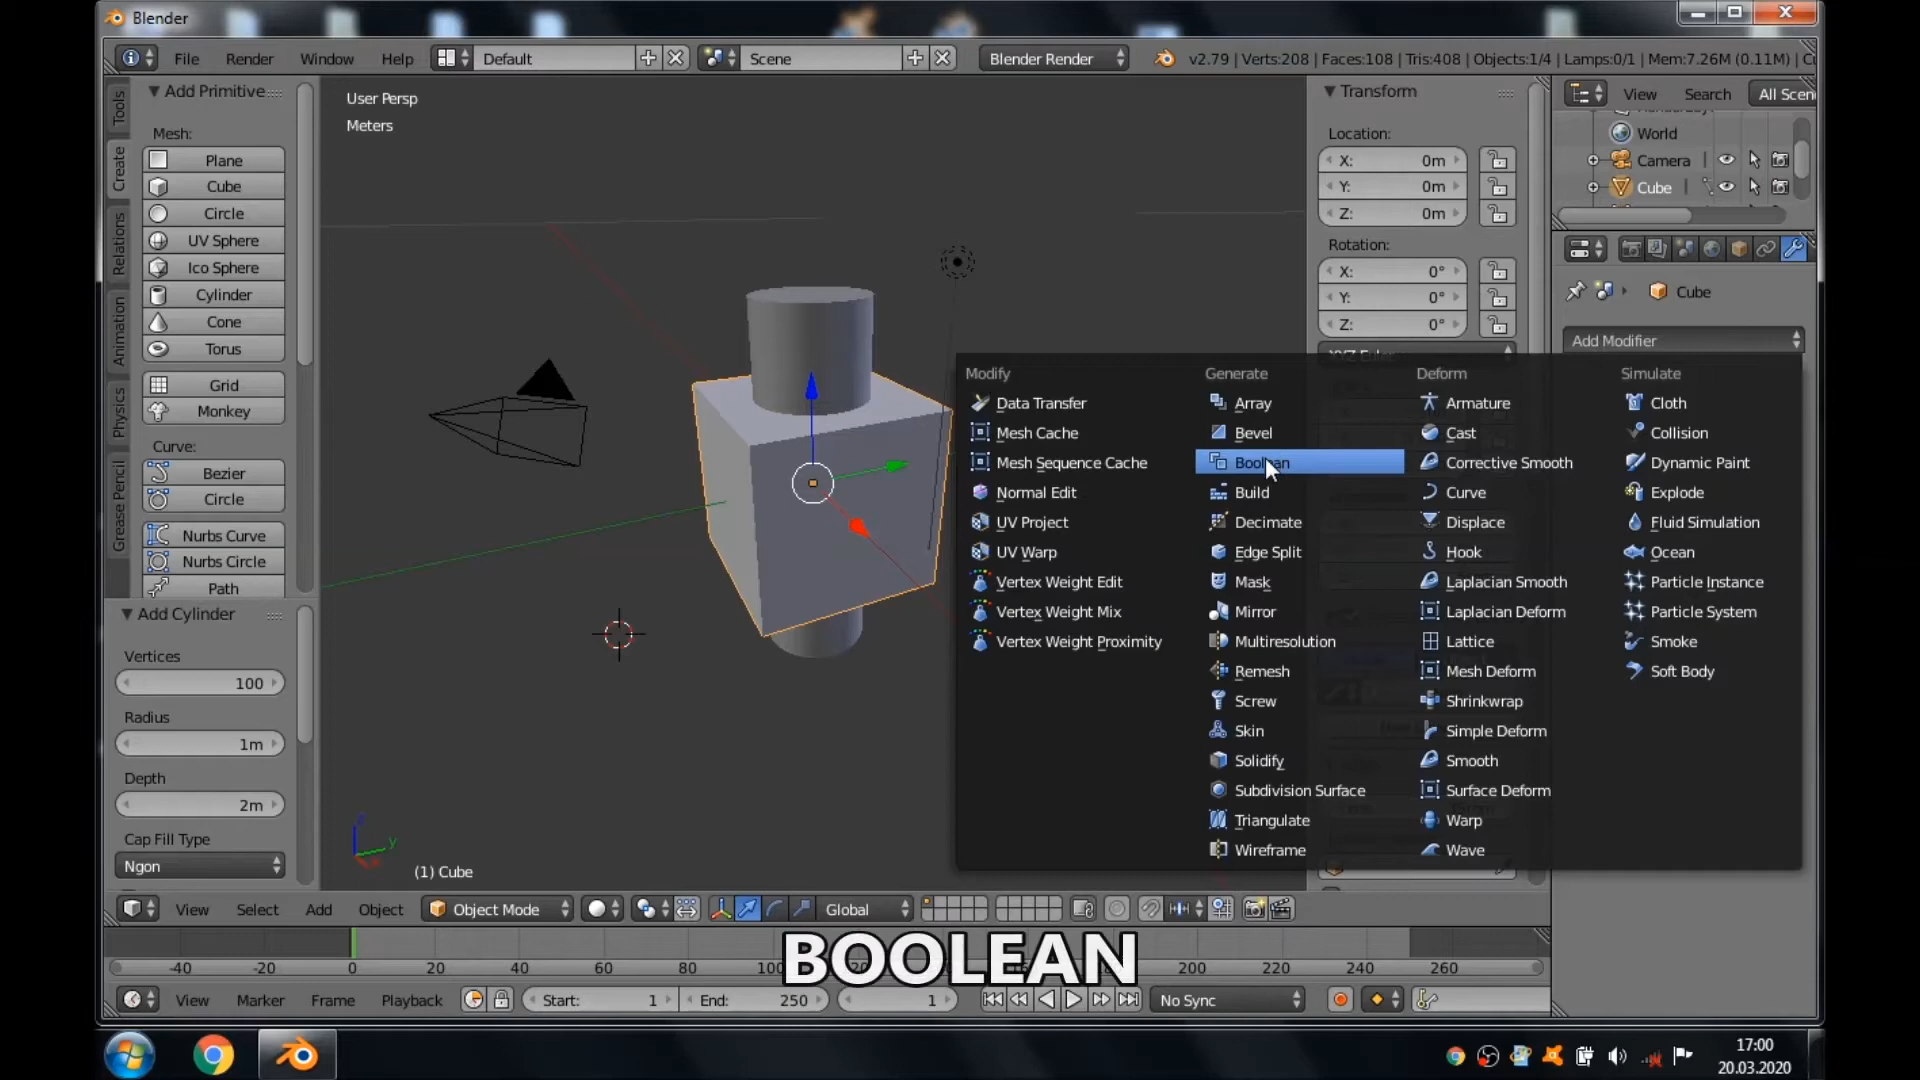 Blender
File Render Window Help Default Scene Blender Render v2.79 | Verts:208 | Faces:108 | Tris:408 | Objects:1/4 | Lamps:0/1 | Mem:7.26M (0.11M) | C
Tools
Create
Relations
Animation
Physics
Grease Pencil
Add Primitive
Mesh:
Plane
Cube
Circle
UV Sphere
Ico Sphere
Cylinder
Cone
Torus
Grid
Monkey
Curve:
Bezier
Circle
Nurbs Curve
Nurbs Circle
Path
Add Cylinder
Vertices
100
Radius
1m
Depth
2m
Cap Fill Type
Ngon
User Persp
Meters
(1) Cube
Transform
Location:
X: 0m
Y: 0m
Z: 0m
Rotation:
X: 0°
Y: 0°
Z: 0°
XYZ Euler
View Search All Scen
World
Camera
Cube
Cube
Add Modifier
Modify
Data Transfer
Mesh Cache
Mesh Sequence Cache
Normal Edit
UV Project
UV Warp
Vertex Weight Edit
Vertex Weight Mix
Vertex Weight Proximity
Generate
Array
Bevel
Boolean
Build
Decimate
Edge Split
Mask
Mirror
Multiresolution
Remesh
Screw
Skin
Solidify
Subdivision Surface
Triangulate
Wireframe
Deform
Armature
Cast
Corrective Smooth
Curve
Displace
Hook
Laplacian Smooth
Laplacian Deform
Lattice
Mesh Deform
Shrinkwrap
Simple Deform
Smooth
Surface Deform
Warp
Wave
Simulate
Cloth
Collision
Dynamic Paint
Explode
Fluid Simulation
Ocean
Particle Instance
Particle System
Smoke
Soft Body
View Select Add Object Object Mode Global
BOOLEAN
-40 -20 0 20 40 60 80 100 200 220 240 260
View Marker Frame Playback Start: 1 End: 250 1 No Sync
17:00
20.03.2020